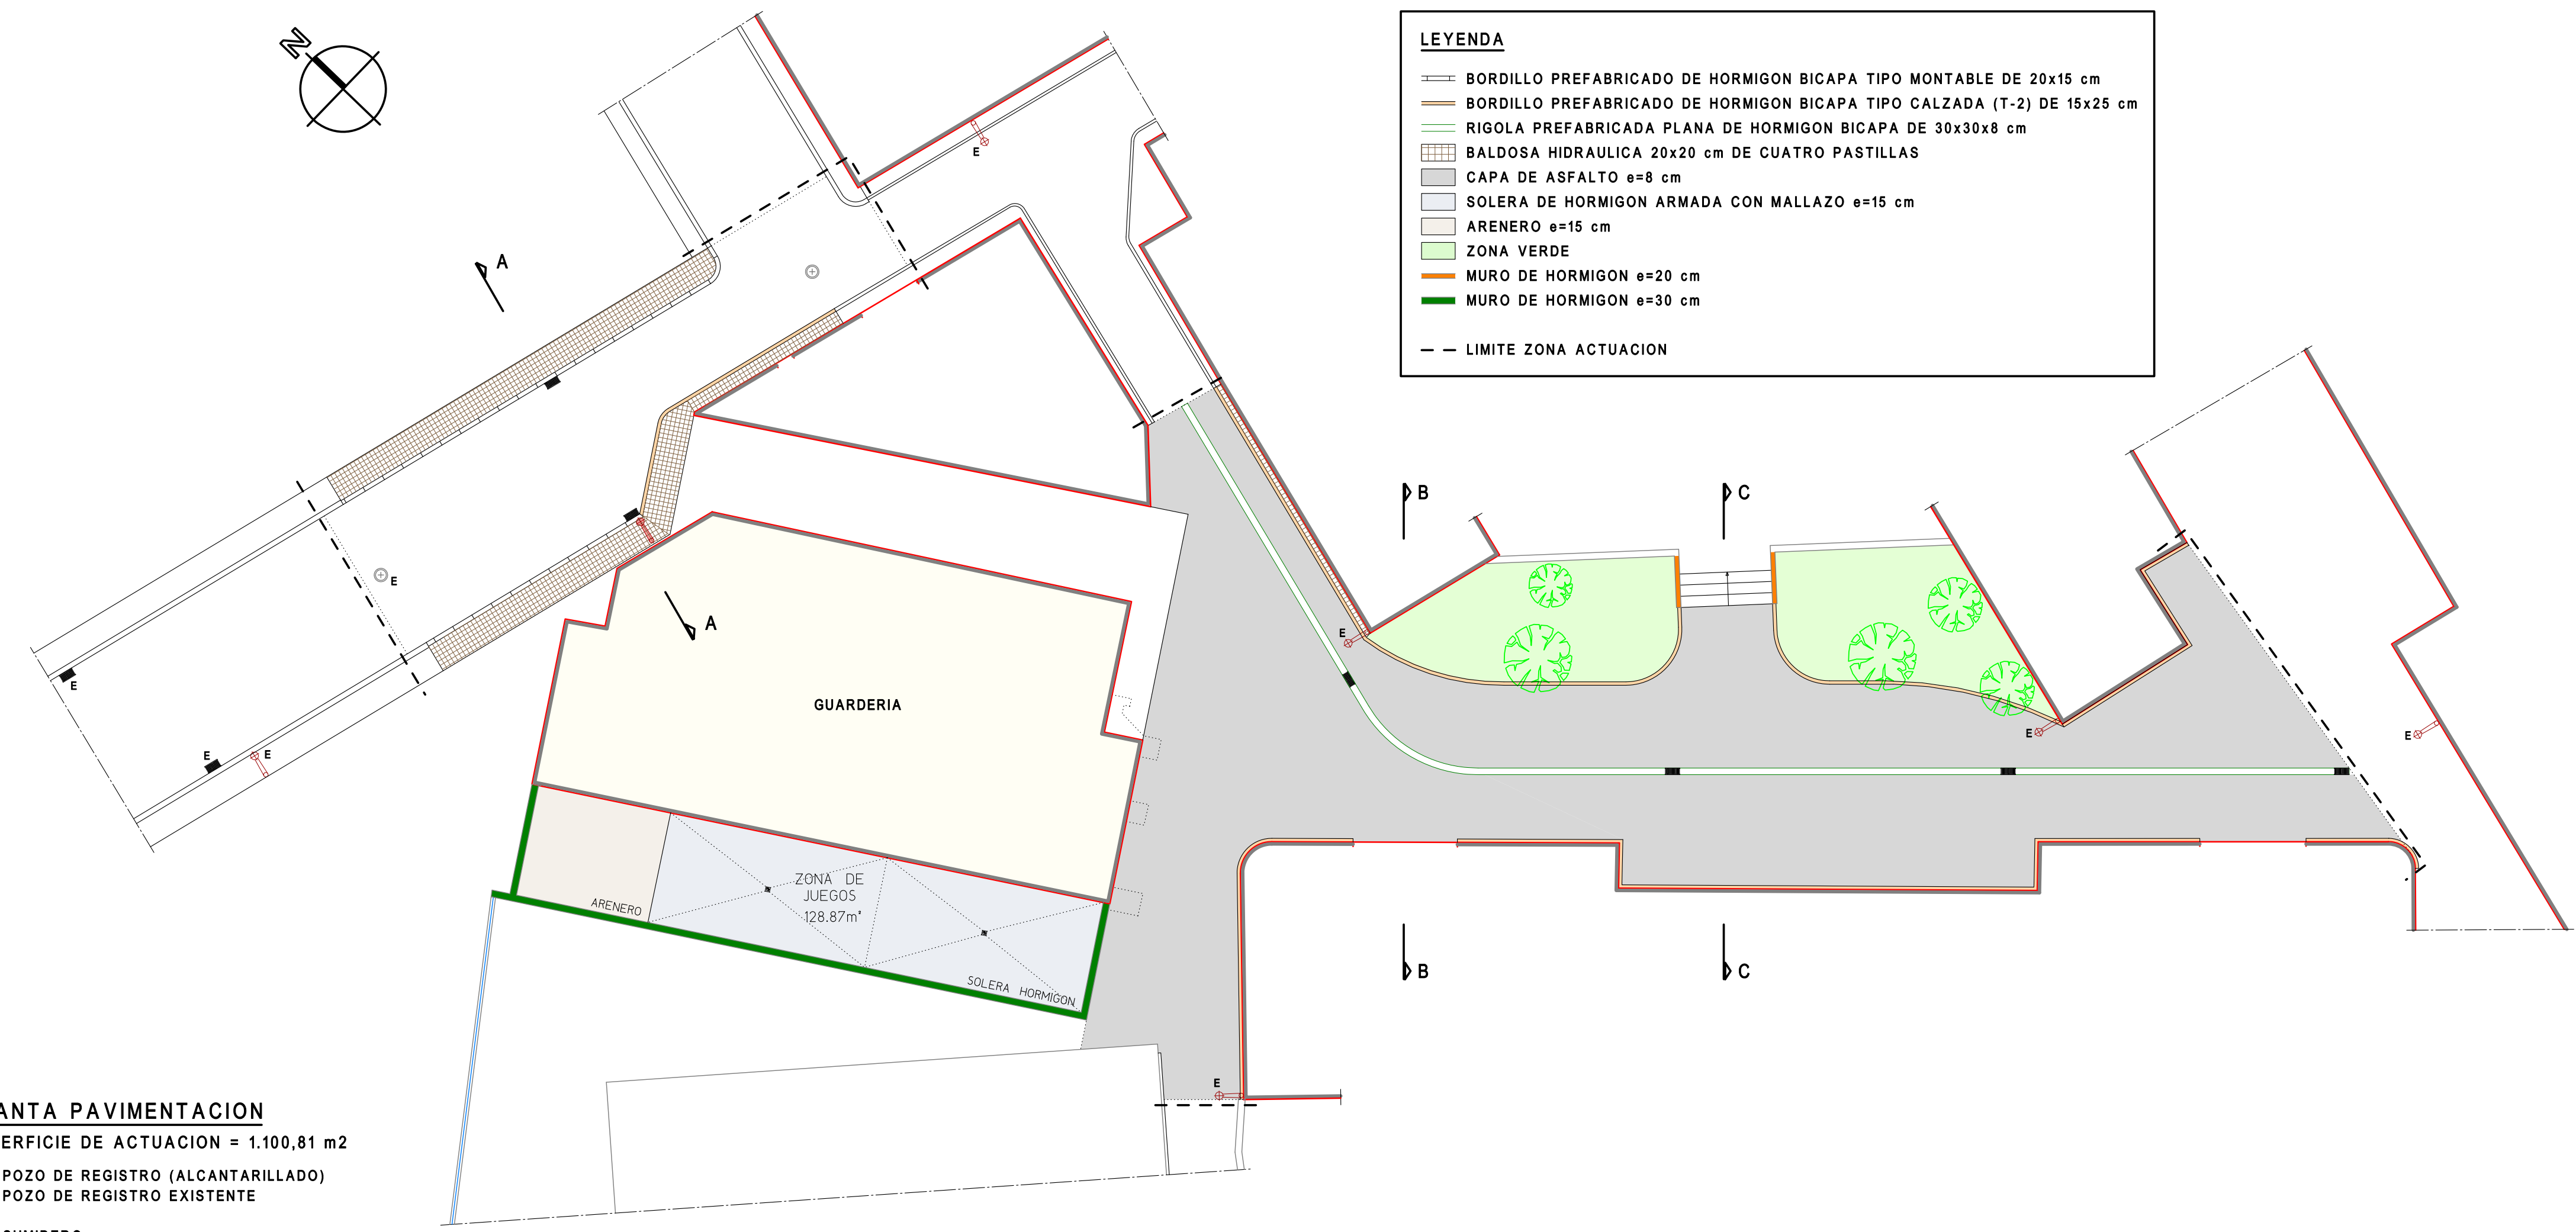 N
LEYENDA
BORDILLO PREFABRICADO DE HORMIGON BICAPA TIPO MONTABLE DE 20x15 cm
BORDILLO PREFABRICADO DE HORMIGON BICAPA TIPO CALZADA (T-2) DE 15x25 cm
RIGOLA PREFABRICADA PLANA DE HORMIGON BICAPA DE 30x30x8 cm
BALDOSA HIDRAULICA 20x20 cm DE CUATRO PASTILLAS
CAPA DE ASFALTO e=8 cm
SOLERA DE HORMIGON ARMADA CON MALLAZO e=15 cm
ARENERO e=15 cm
ZONA VERDE
MURO DE HORMIGON e=20 cm
MURO DE HORMIGON e=30 cm
LIMITE ZONA ACTUACION
E
A
B
C
E
A
E
E
E
E
E
E
E
GUARDERIA
ZONA DE
JUEGOS
128.87m²
ARENERO
SOLERA HORMIGON
B
C
E
ANTA PAVIMENTACION
ERFICIE DE ACTUACION = 1.100,81 m2
POZO DE REGISTRO (ALCANTARILLADO)
POZO DE REGISTRO EXISTENTE